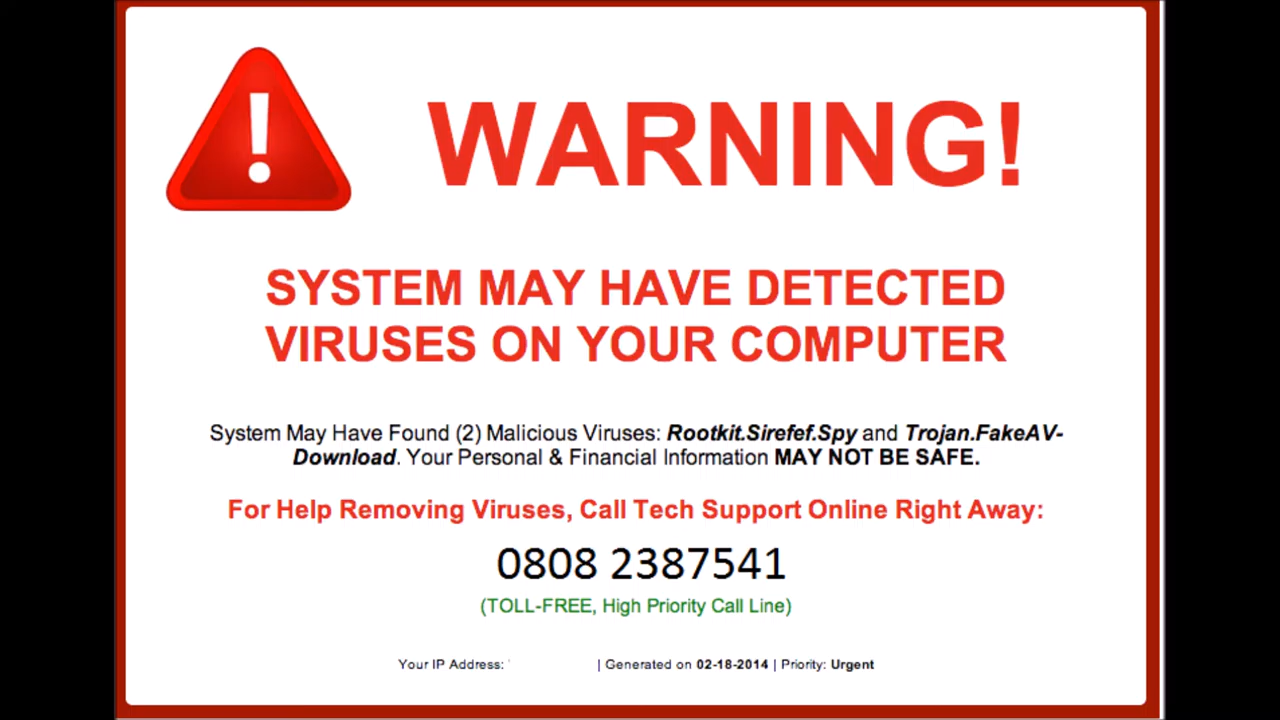 WARNING!
SYSTEM MAY HAVE DETECTED
VIRUSES ON YOUR COMPUTER
System May Have Found (2) Malicious Viruses: Rootkit.Sirefef.Spy and Trojan.FakeAV-
Download. Your Personal & Financial Information MAY NOT BE SAFE.
For Help Removing Viruses, Call Tech Support Online Right Away:
0808 2387541
(TOLL-FREE, High Priority Call Line)
Your IP Address: | Generated on 02-18-2014 | Priority: Urgent